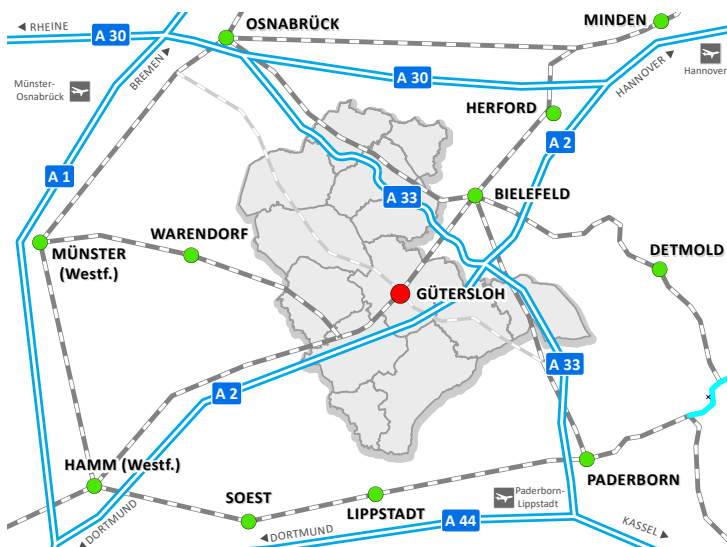 ◄ RHEINE
OSNABRÜCK
MINDEN
A 30
BREMEN ►
A 30
HANNOVER ►
Hannover
Münster-
Osnabrück
HERFORD
A 2
A 1
A 33
BIELEFELD
WARENDORF
MÜNSTER
(Westf.)
DETMOLD
GÜTERSLOH
A 33
A 2
HAMM (Westf.)
PADERBORN
SOEST
LIPPSTADT
Paderborn-
Lippstadt
◄ DORTMUND
◄ DORTMUND
A 44
KASSEL ►